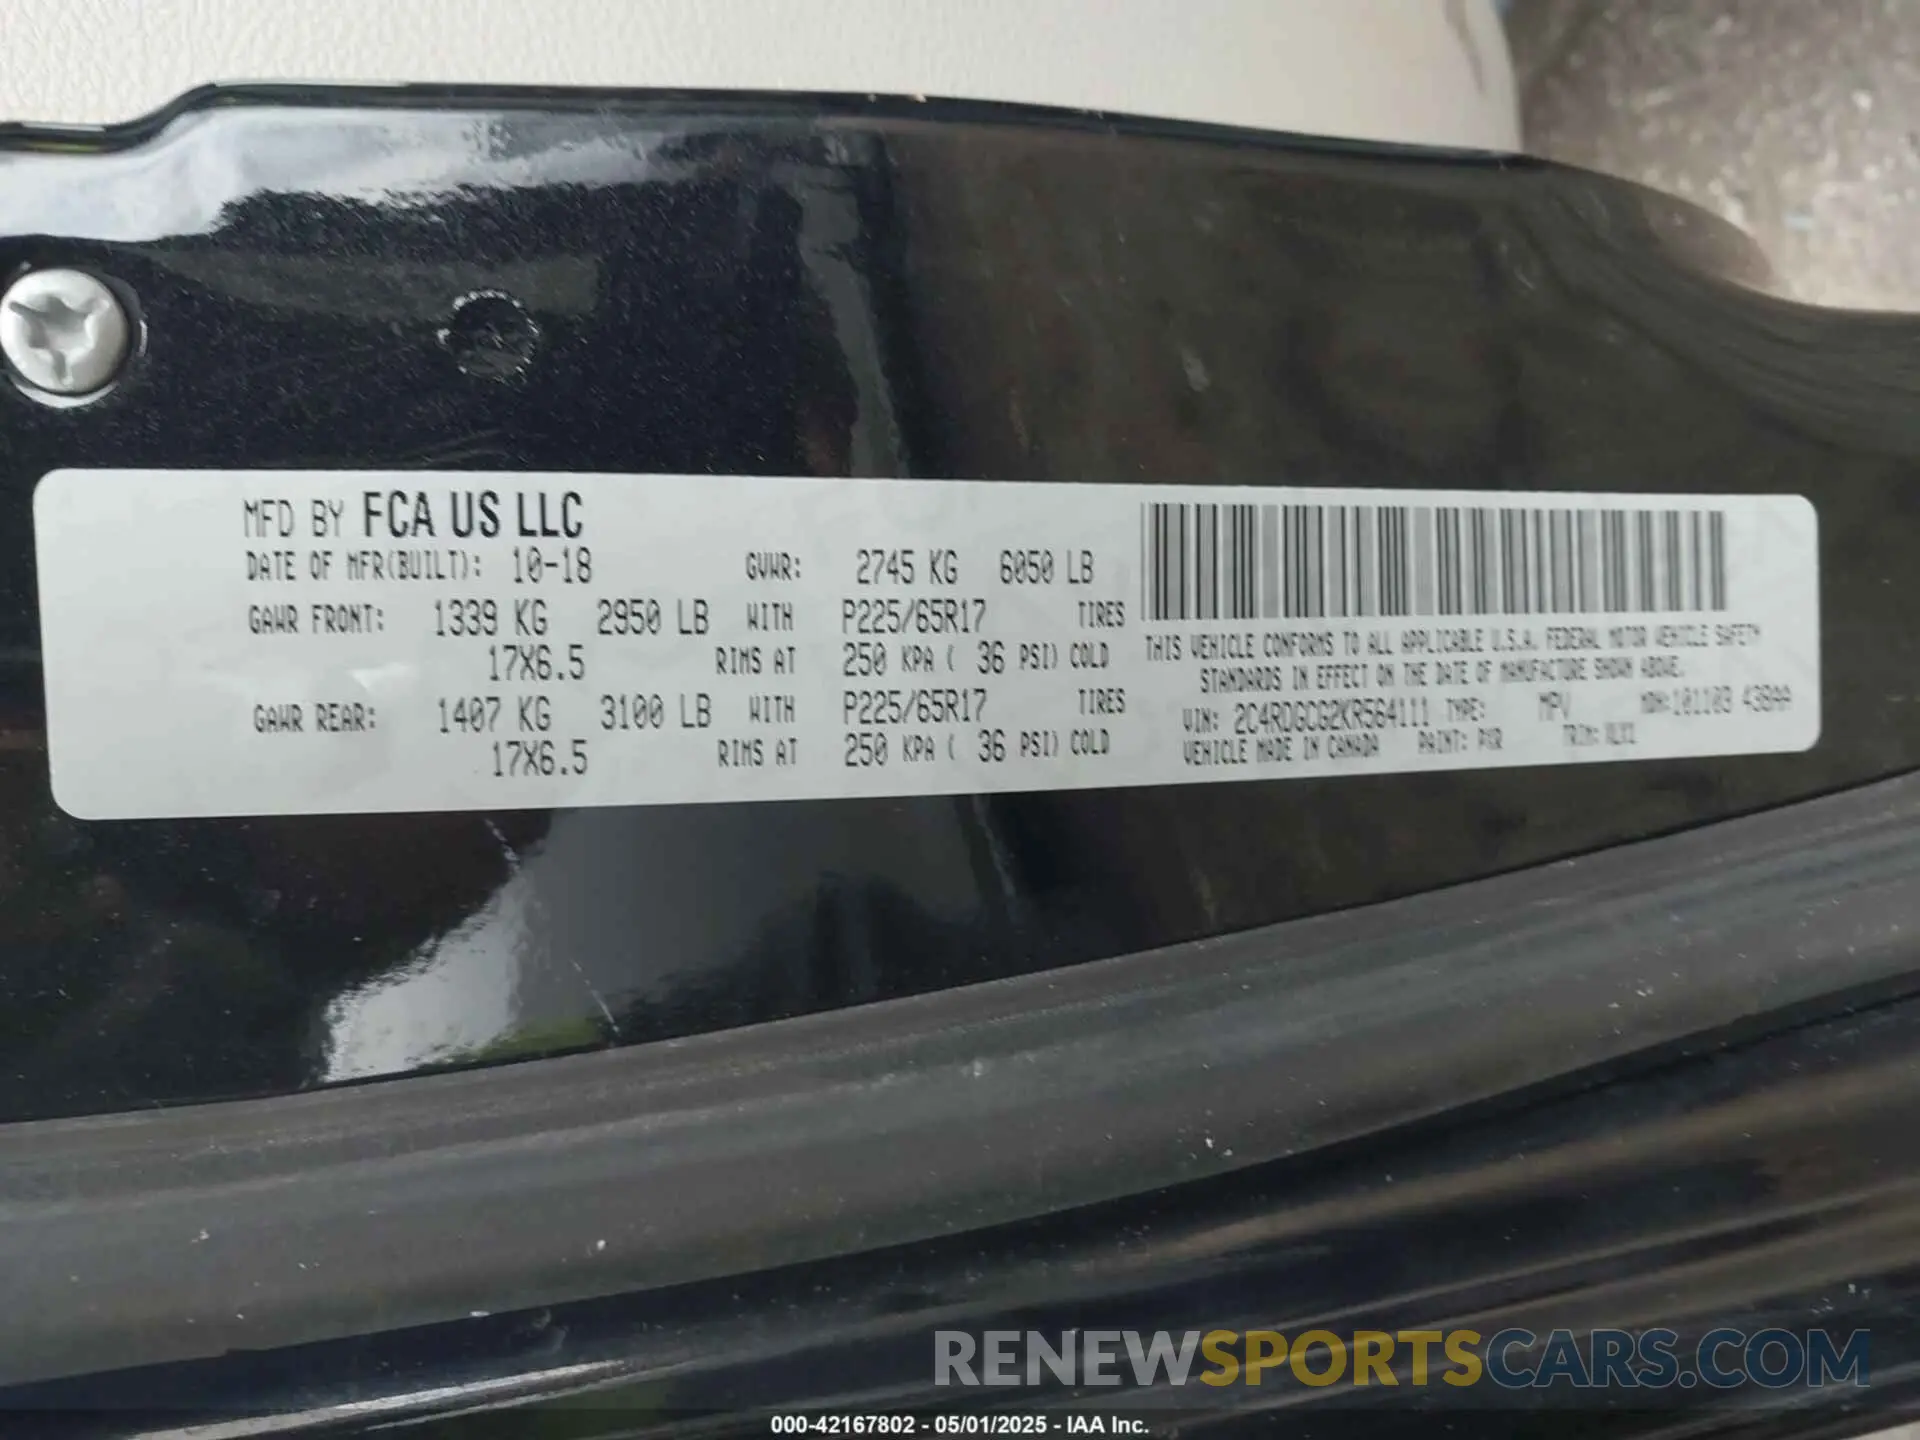 MFD BY FCA US LLC
DATE OF MFR(BUILT): 10-18 GVWR: 2745 KG 6050 LB
GAWR FRONT: 1339 KG 2950 LB WITH P225/65R17 TIRES
17X6.5 RIMS AT 250 KPA ( 36 PSI) COLD
GAWR REAR: 1407 KG 3100 LB WITH P225/65R17 TIRES
17X6.5 RIMS AT 250 KPA ( 36 PSI) COLD
THIS VEHICLE CONFORMS TO ALL APPLICABLE U.S.A. FEDERAL MOTOR VEHICLE SAFETY
STANDARDS IN EFFECT ON THE DATE OF MANUFACTURE SHOWN ABOVE.
VIN: 2C4RDGCG2KR564111 TYPE: MPV MDH:101103
VEHICLE MADE IN CANADA PAINT: PXR TRIM:
RENEWSPORTSCARS.COM
000-42167802 - 05/01/2025 - IAA Inc.